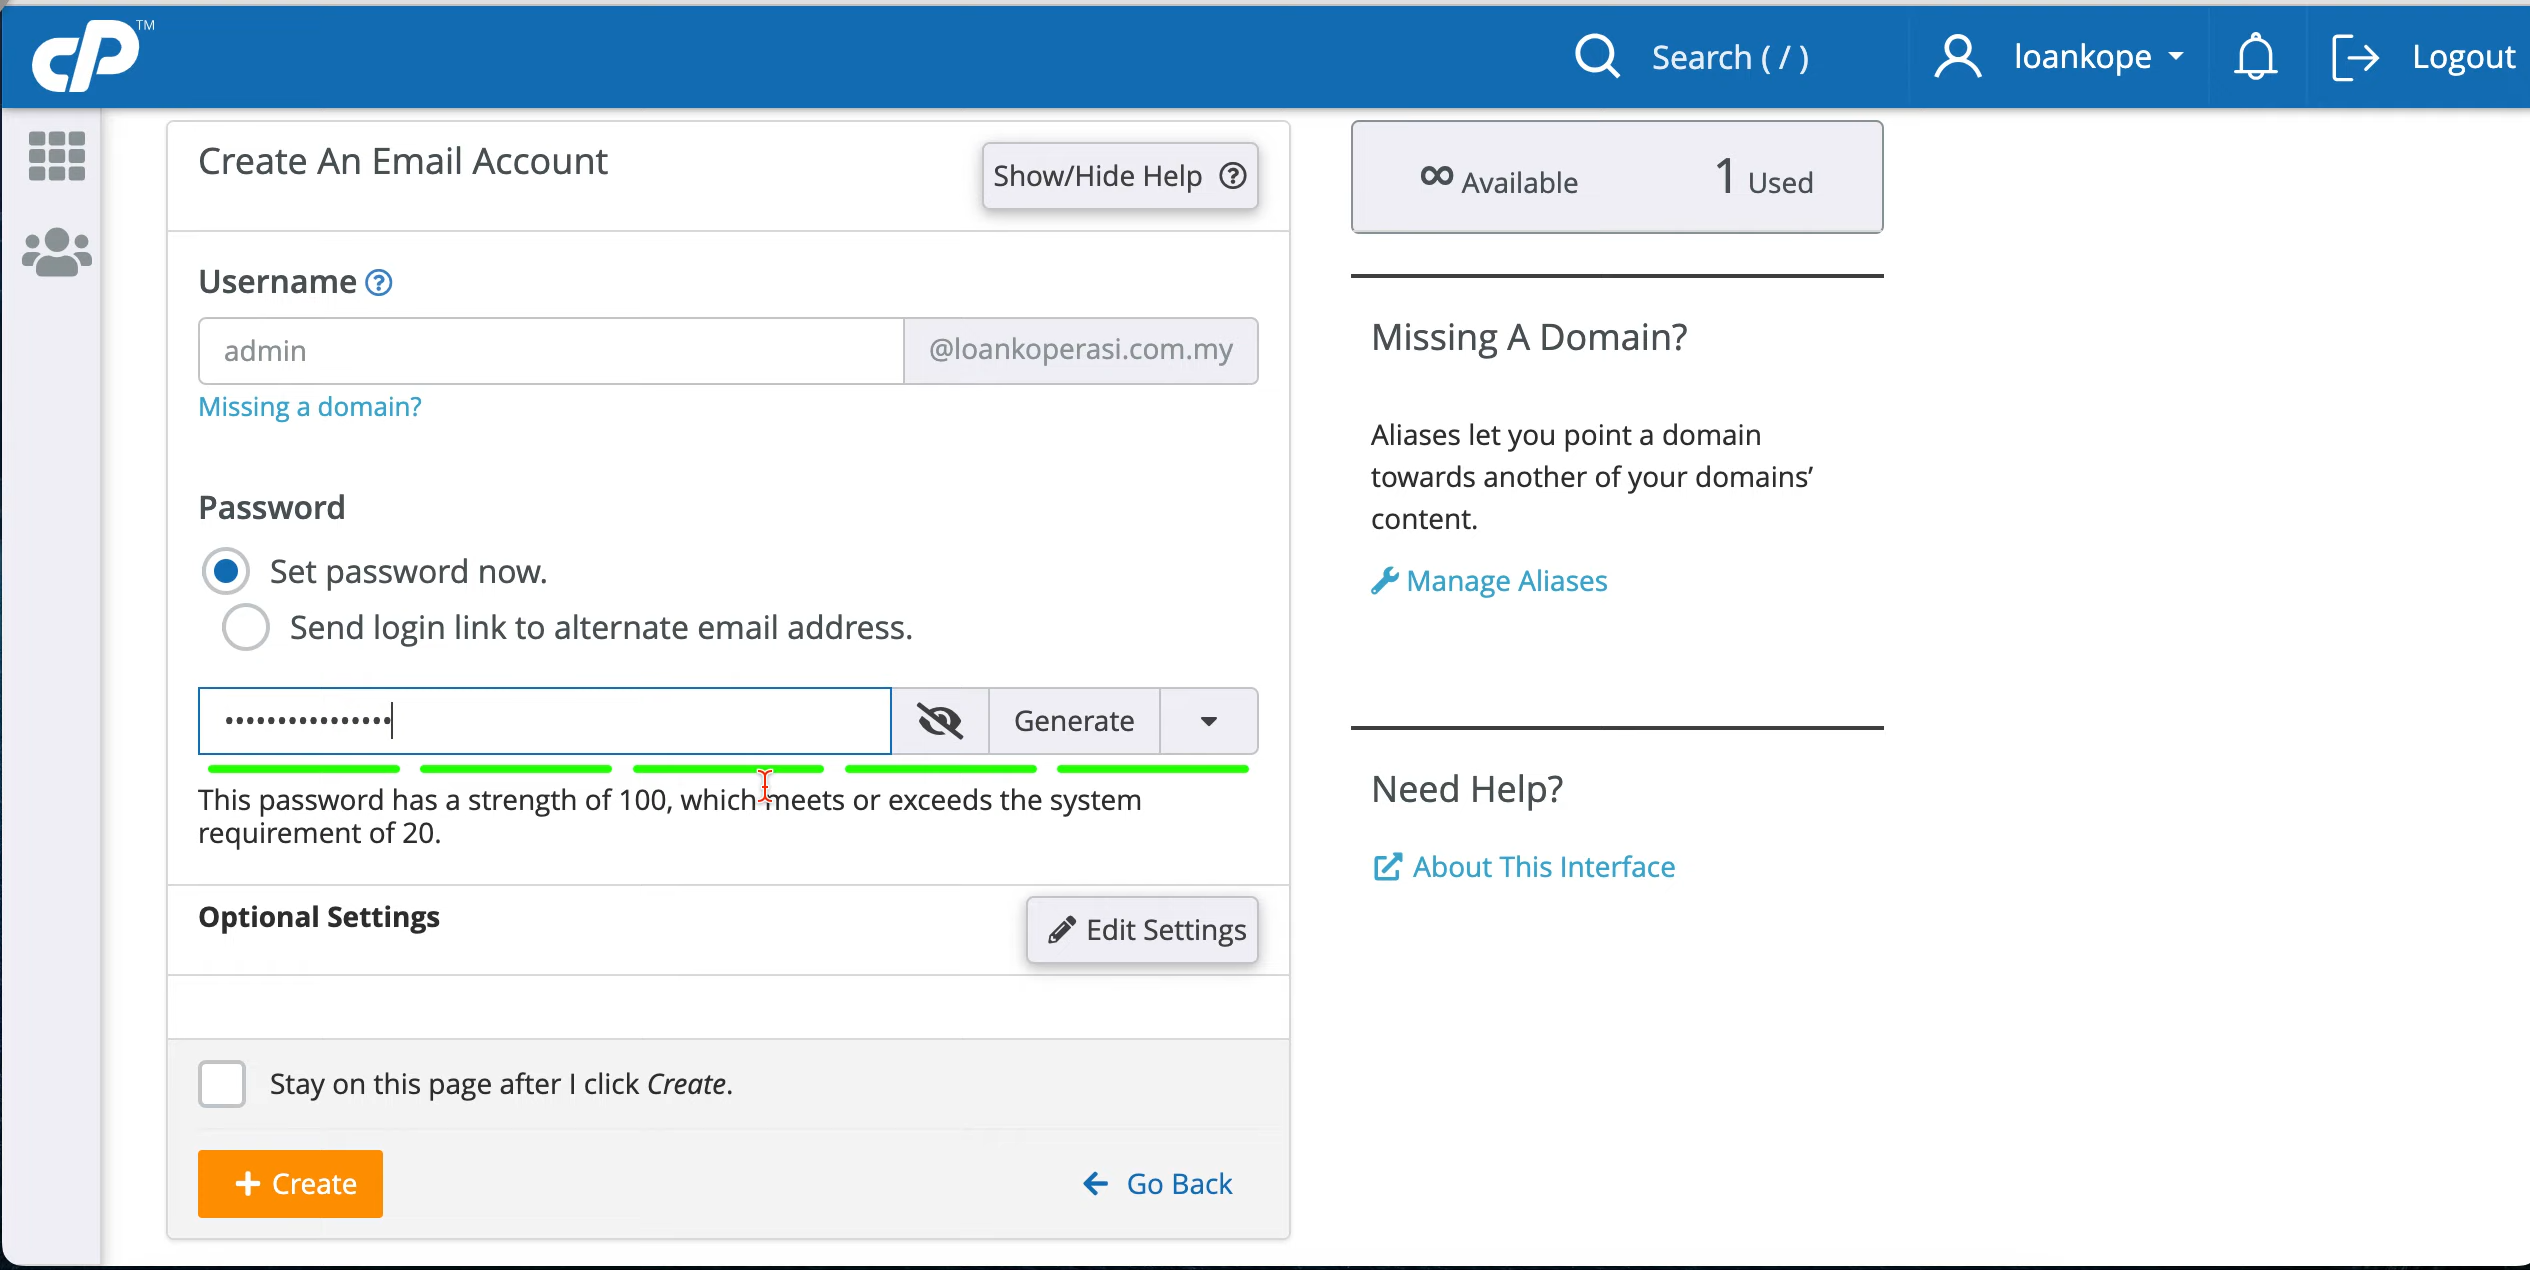 cP™
Search ( / )
loankope
Logout
Create An Email Account
Show/Hide Help
Username
admin
@loankoperasi.com.my
Missing a domain?
Password
Set password now.
Send login link to alternate email address.
••••••••••••••••
Generate
This password has a strength of 100, which meets or exceeds the system
requirement of 20.
Optional Settings
Edit Settings
Stay on this page after I click Create.
+ Create
Go Back
∞ Available
1 Used
Missing A Domain?
Aliases let you point a domain
towards another of your domains’
content.
Manage Aliases
Need Help?
About This Interface